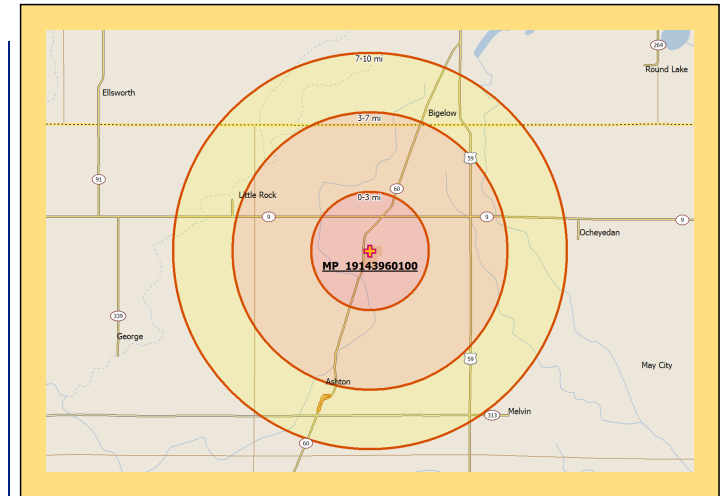 7-10 mi
264
Round Lake
Ellsworth
Bigelow
3-7 mi
59
91
60
Little Rock
0-3 mi
9
9
9
Ocheyedan
MP_19143960100
339
George
59
May City
Ashton
313
Melvin
60